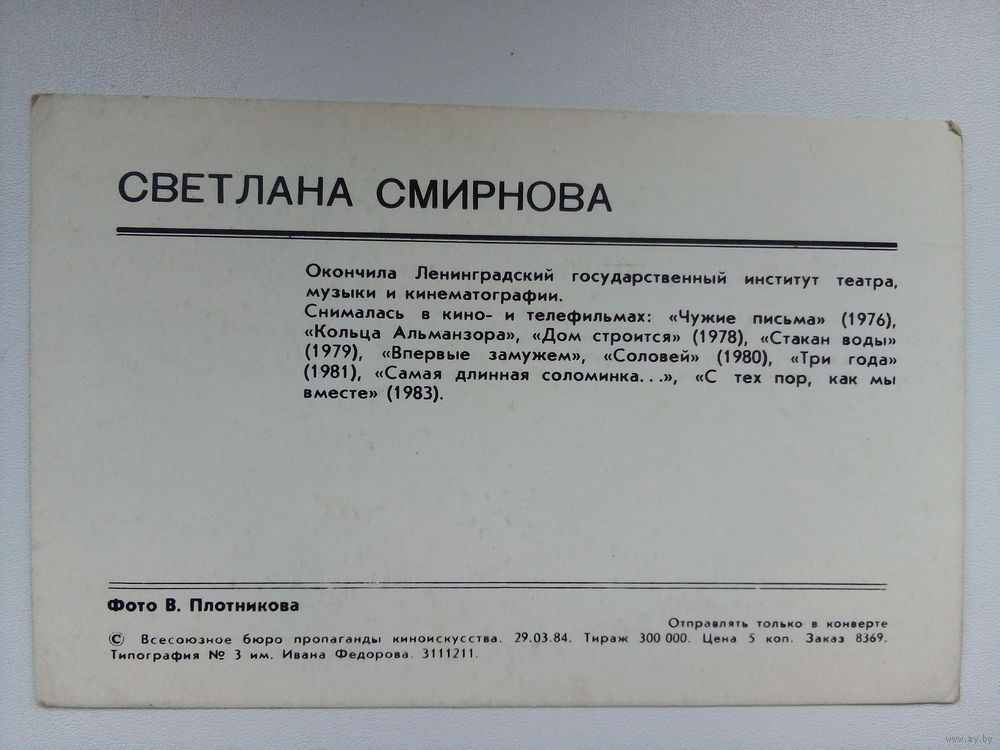 СВЕТЛАНА СМИРНОВА
Окончила Ленинградский государственный институт театра,
музыки и кинематографии.
Снималась в кино- и телефильмах: «Чужие письма» (1976),
«Кольца Альманзора», «Дом строится» (1978), «Стакан воды»
(1979), «Впервые замужем», «Соловей» (1980), «Три года»
(1981), «Самая длинная соломинка...», «С тех пор, как мы
вместе» (1983).
Фото В. Плотникова
Отправлять только в конверте
© Всесоюзное бюро пропаганды киноискусства. 29.03.84. Тираж 300 000. Цена 5 коп. Заказ 8369.
Типография № 3 им. Ивана Федорова. 3111211.
www.ay.by